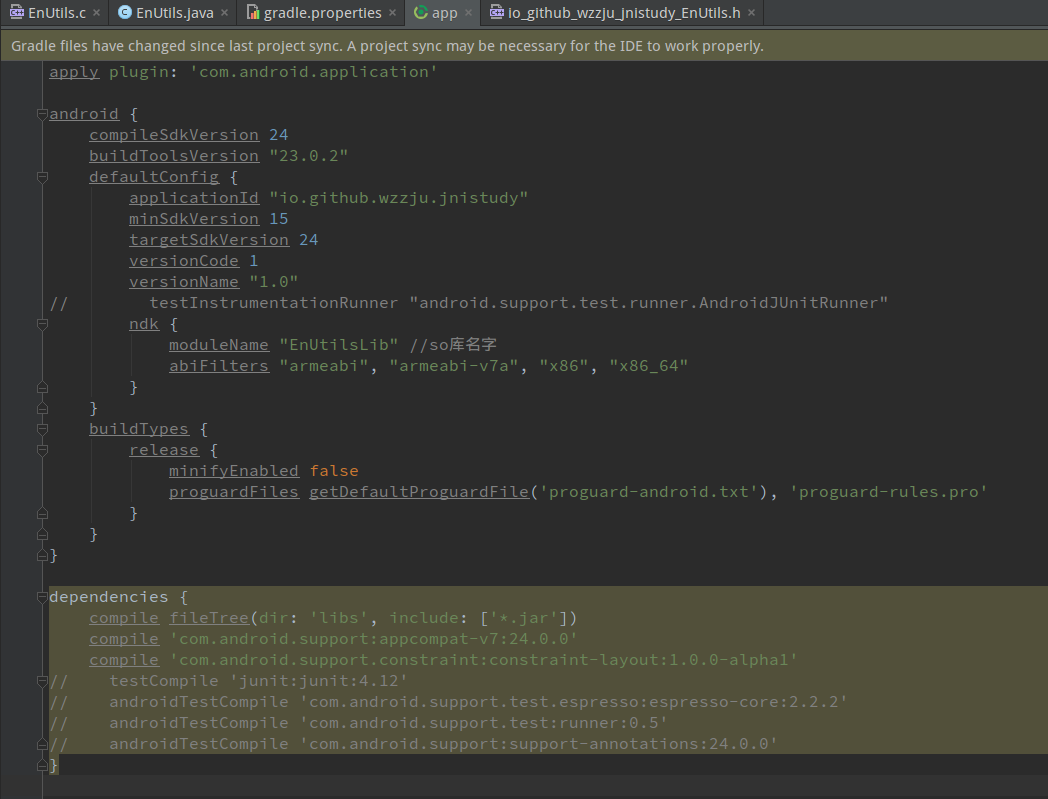 EnUtils.c × EnUtils.java × gradle.properties × app × io_github_wzzju_jnistudy_EnUtils.h ×
Gradle files have changed since last project sync. A project sync may be necessary for the IDE to work properly.
apply plugin: 'com.android.application'
android {
compileSdkVersion 24
buildToolsVersion "23.0.2"
defaultConfig {
applicationId "io.github.wzzju.jnistudy"
minSdkVersion 15
targetSdkVersion 24
versionCode 1
versionName "1.0"
// testInstrumentationRunner "android.support.test.runner.AndroidJUnitRunner"
ndk {
moduleName "EnUtilsLib" //so库名字
abiFilters "armeabi", "armeabi-v7a", "x86", "x86_64"
}
}
buildTypes {
release {
minifyEnabled false
proguardFiles getDefaultProguardFile('proguard-android.txt'), 'proguard-rules.pro'
}
}
}
dependencies {
compile fileTree(dir: 'libs', include: ['*.jar'])
compile 'com.android.support:appcompat-v7:24.0.0'
compile 'com.android.support.constraint:constraint-layout:1.0.0-alpha1'
// testCompile 'junit:junit:4.12'
// androidTestCompile 'com.android.support.test.espresso:espresso-core:2.2.2'
// androidTestCompile 'com.android.support.test:runner:0.5'
// androidTestCompile 'com.android.support:support-annotations:24.0.0'
}